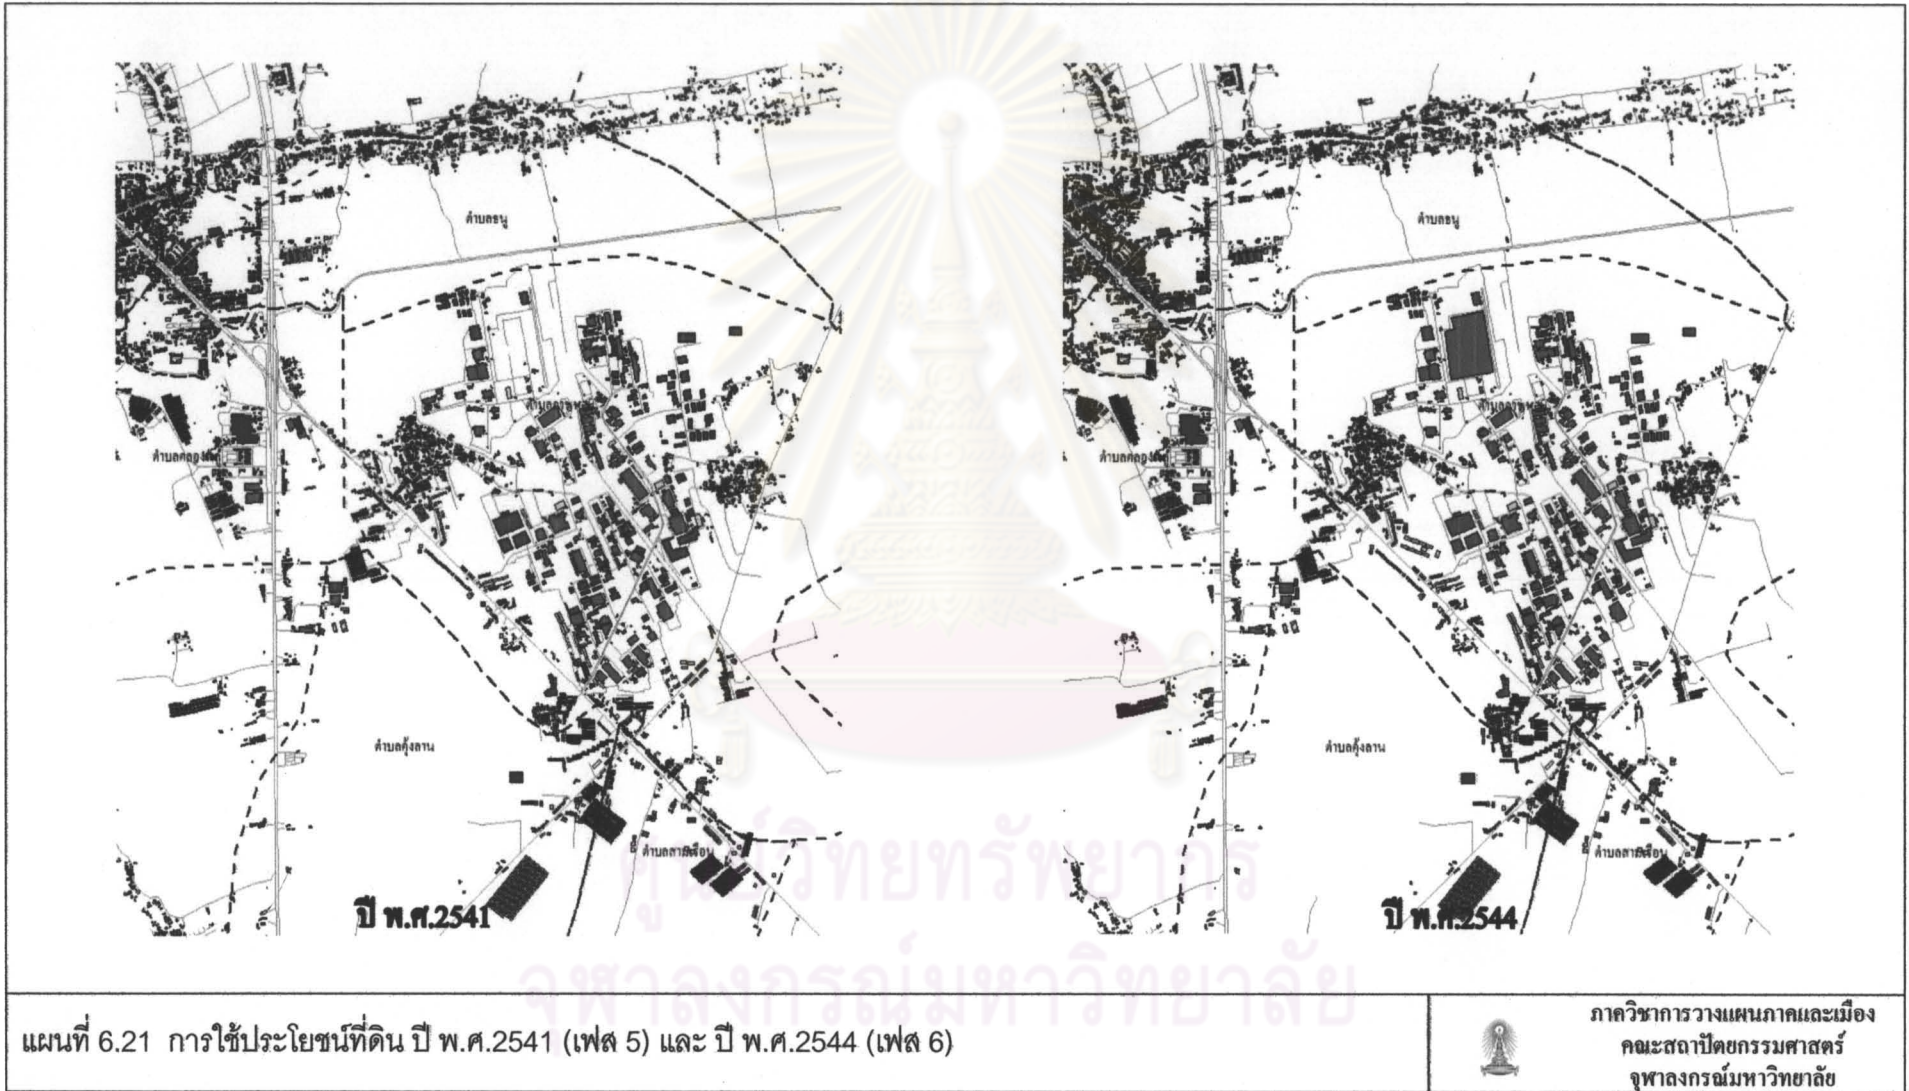 ตำบลธนู
ตำบลคลอง
ตำบลคุ้งลาน
ตำบลสามเรือน
ปี พ.ศ.2541
ตำบลธนู
ตำบลคลอง
ตำบลคุ้งลาน
ตำบลสามเรือน
ปี พ.ศ.2544
ศูนย์วิทยทรัพยากร
จุฬาลงกรณ์มหาวิทยาลัย
แผนที่ 6.21 การใช้ประโยชน์ที่ดิน ปี พ.ศ.2541 (เฟส 5) และ ปี พ.ศ.2544 (เฟส 6)
ภาควิชาการวางแผนภาคและเมือง
คณะสถาปัตยกรรมศาสตร์
จุฬาลงกรณ์มหาวิทยาลัย